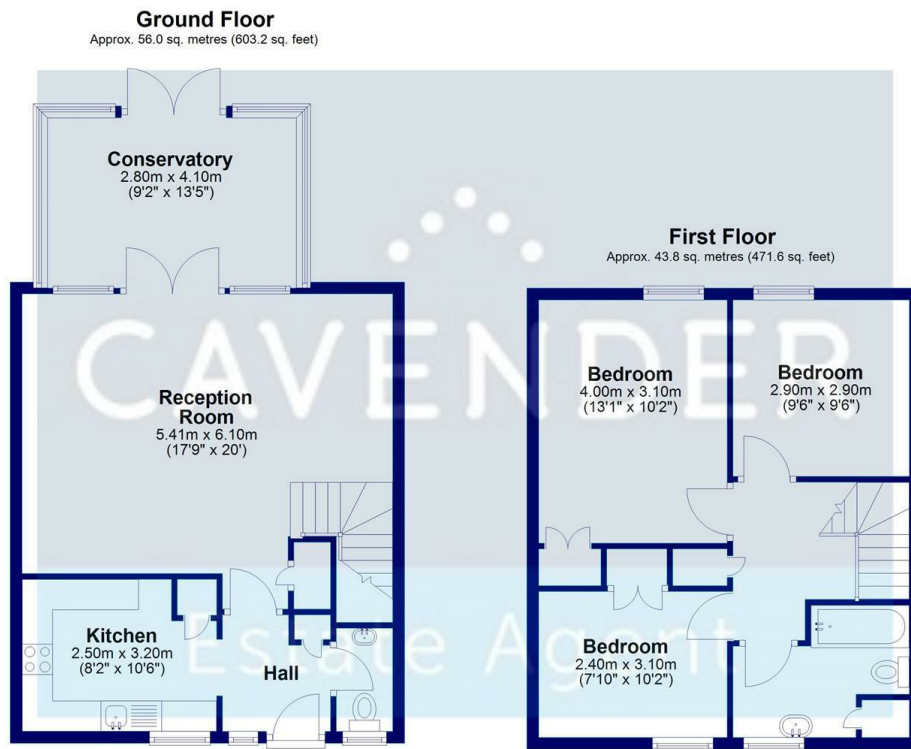 Ground Floor
Approx. 56.0 sq. metres (603.2 sq. feet)
Conservatory
2.80m x 4.10m
(9'2" x 13'5")
Reception
Room
5.41m x 6.10m
(17'9" x 20')
Kitchen
2.50m x 3.20m
(8'2" x 10'6")
Hall
First Floor
Approx. 43.8 sq. metres (471.6 sq. feet)
Bedroom
4.00m x 3.10m
(13'1" x 10'2")
Bedroom
2.90m x 2.90m
(9'6" x 9'6")
Bedroom
2.40m x 3.10m
(7'10" x 10'2")
CAVENDER
Estate Agent